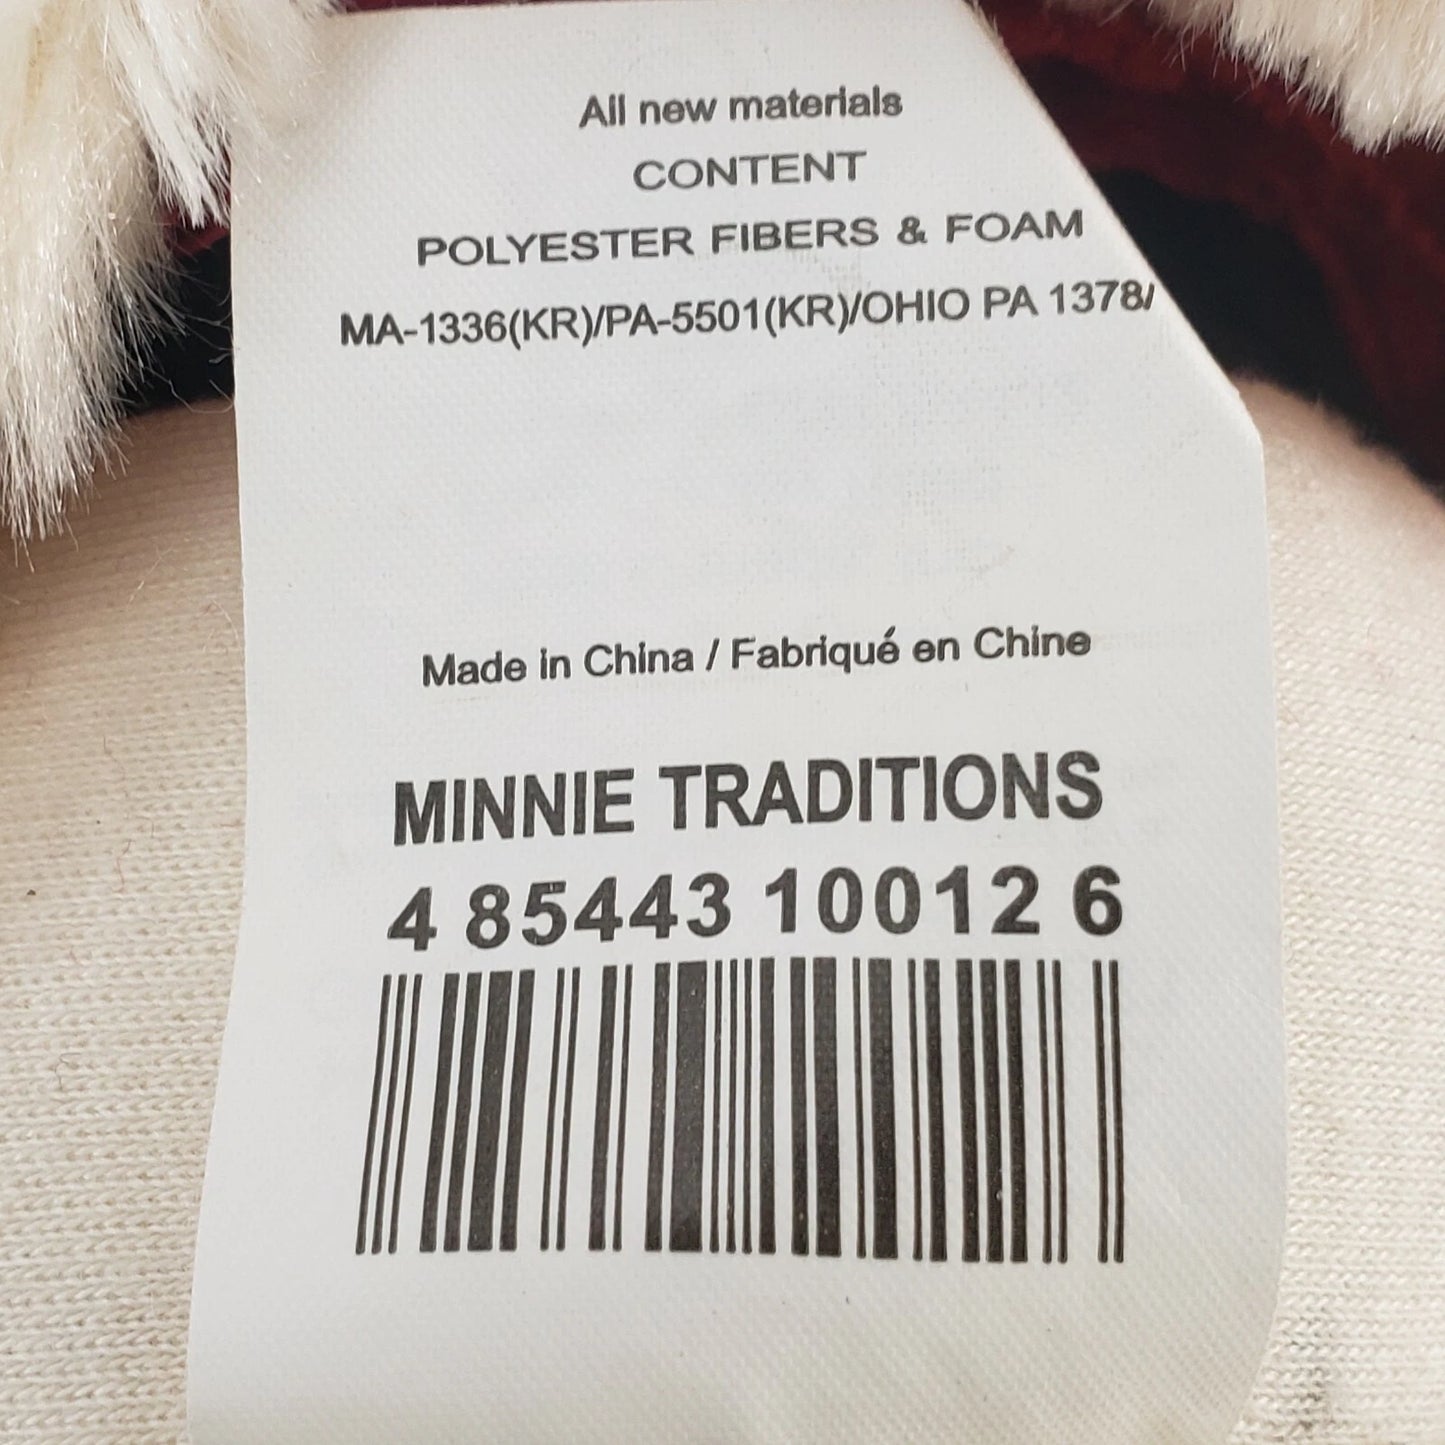 All new materials
CONTENT
POLYESTER FIBERS & FOAM
MA-1336(KR)/PA-5501(KR)/OHIO PA 1378/
Made in China / Fabriqué en Chine
MINNIE TRADITIONS
4 85443 10012 6